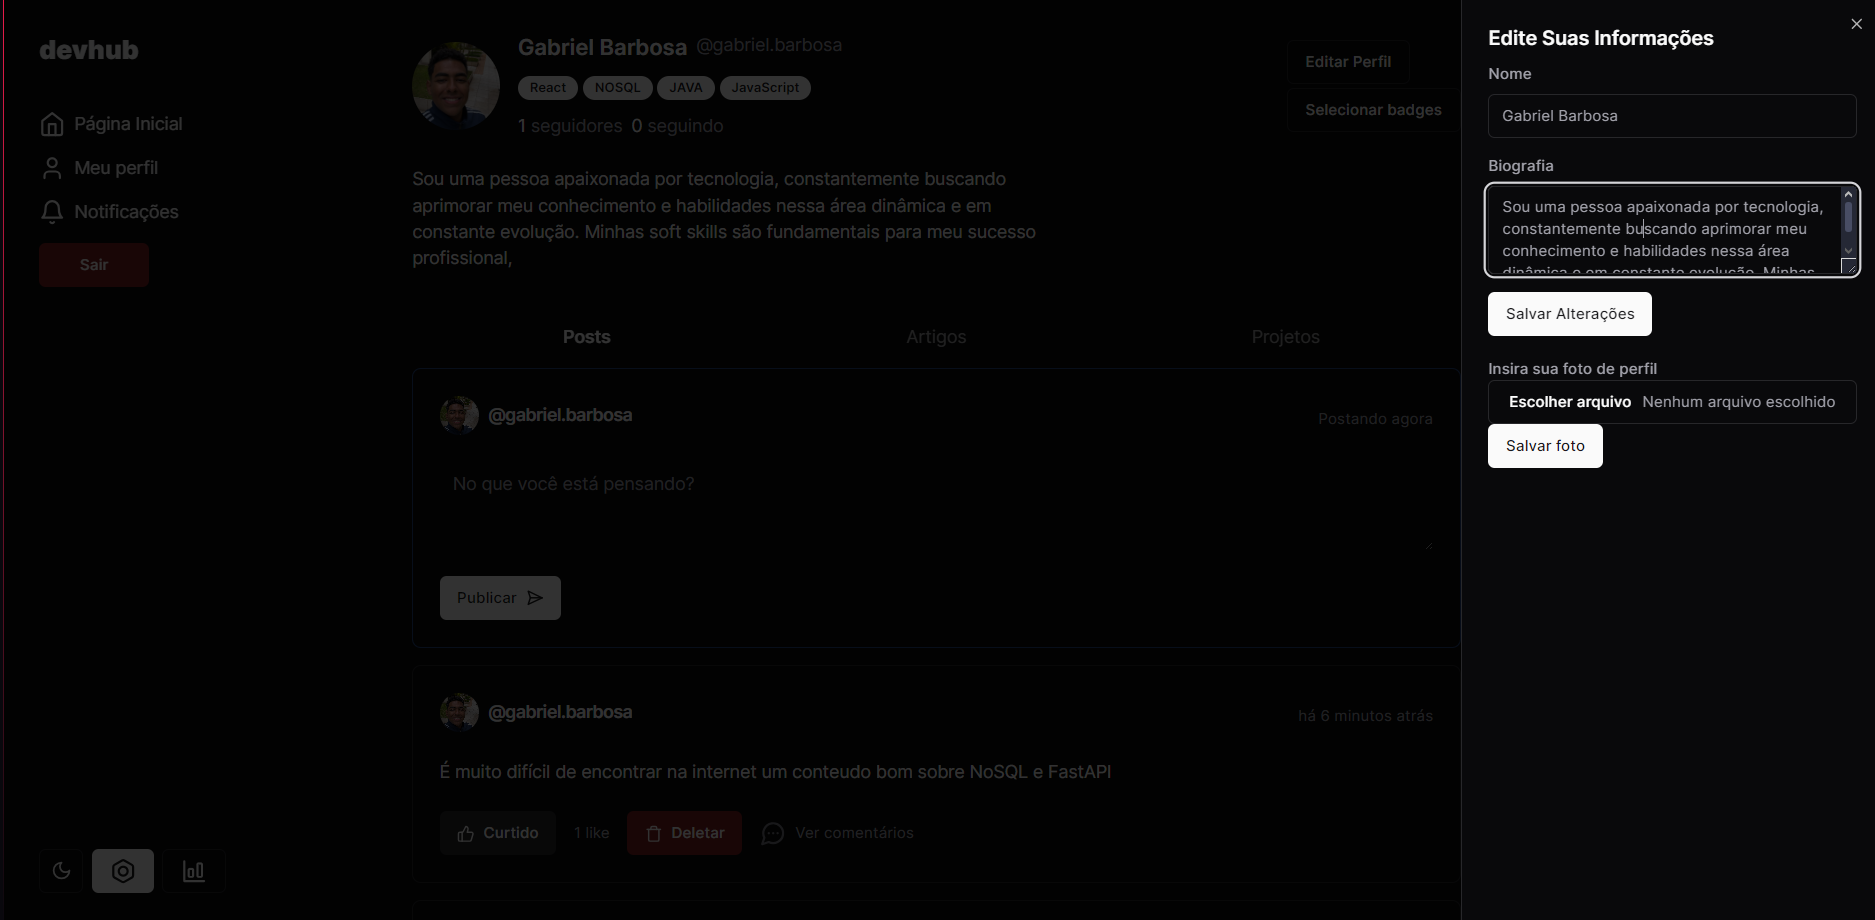 devhub
Página Inicial
Meu perfil
Notificações
Sair
Gabriel Barbosa @gabriel.barbosa
React NOSQL JAVA JavaScript
1 seguidores 0 seguindo
Editar Perfil
Selecionar badges
Sou uma pessoa apaixonada por tecnologia, constantemente buscando
aprimorar meu conhecimento e habilidades nessa área dinâmica e em
constante evolução. Minhas soft skills são fundamentais para meu sucesso
profissional,
Posts Artigos Projetos
@gabriel.barbosa Postando agora
No que você está pensando?
Publicar
@gabriel.barbosa há 6 minutos atrás
É muito difícil de encontrar na internet um conteudo bom sobre NoSQL e FastAPI
Curtido 1 like Deletar Ver comentários
Edite Suas Informações
Nome
Gabriel Barbosa
Biografia
Sou uma pessoa apaixonada por tecnologia,
constantemente buscando aprimorar meu
conhecimento e habilidades nessa área
dinâmica e em constante evolução. Minhas
Salvar Alterações
Insira sua foto de perfil
Escolher arquivo Nenhum arquivo escolhido
Salvar foto